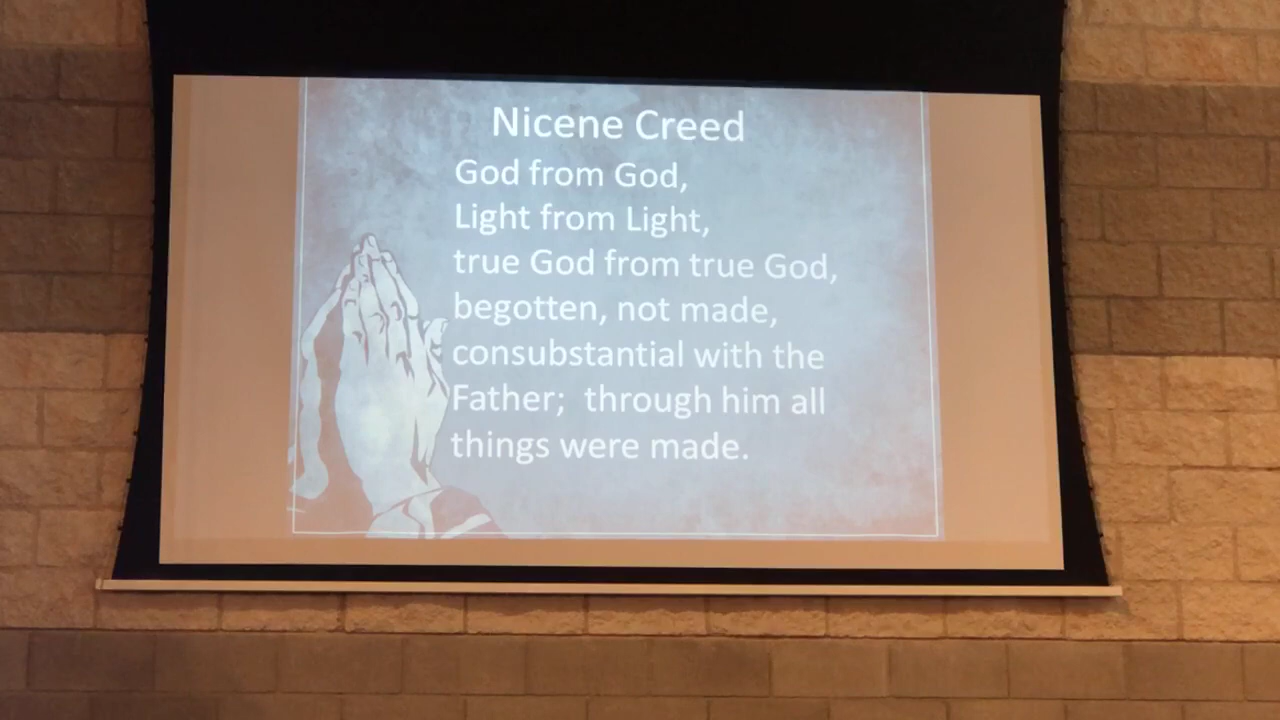 Nicene Creed
God from God,
Light from Light,
true God from true God,
begotten, not made,
consubstantial with the
Father;  through him all
things were made.